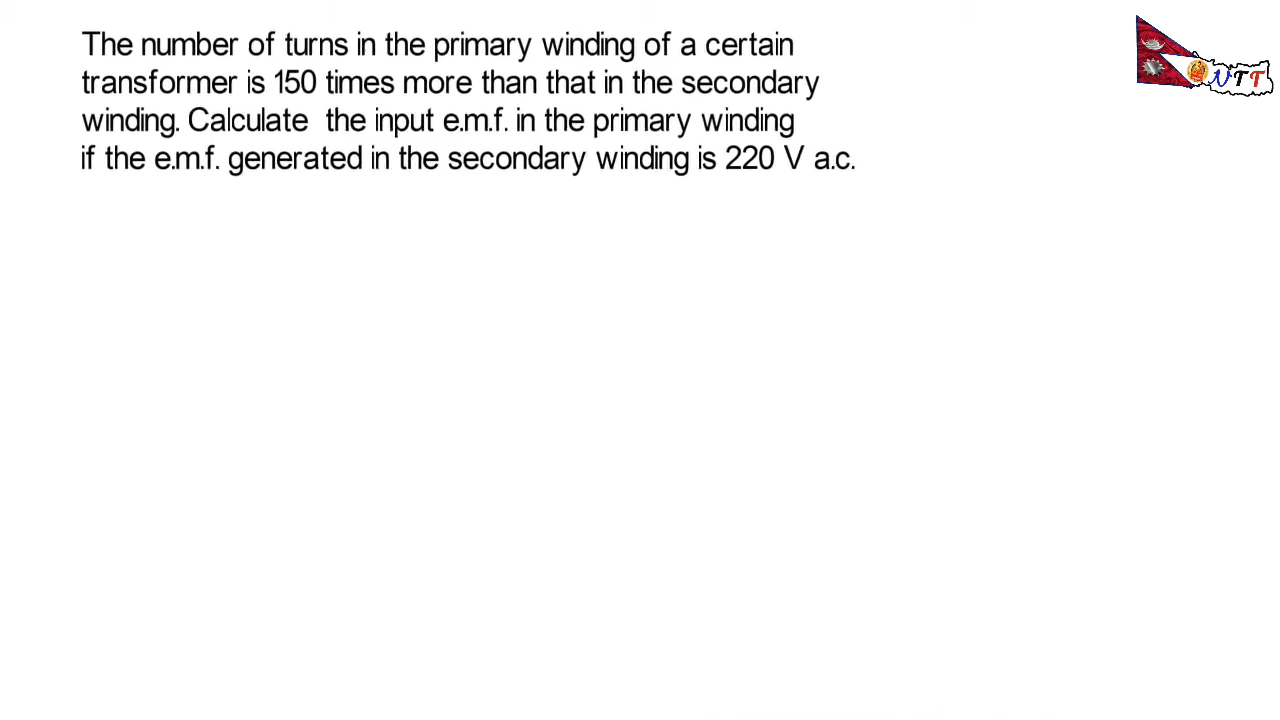 The number of turns in the primary winding of a certain
transformer is 150 times more than that in the secondary
winding. Calculate the input e.m.f. in the primary winding
if the e.m.f. generated in the secondary winding is 220 V a.c.
NTT